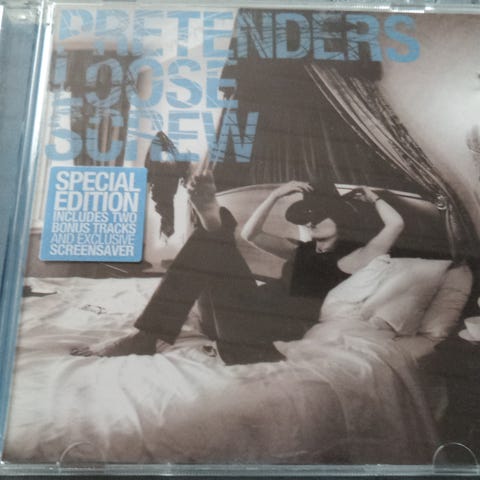 PRETENDERS
LOOSE
SCREW
SPECIAL
EDITION
INCLUDES TWO
BONUS TRACKS
AND EXCLUSIVE
SCREENSAVER